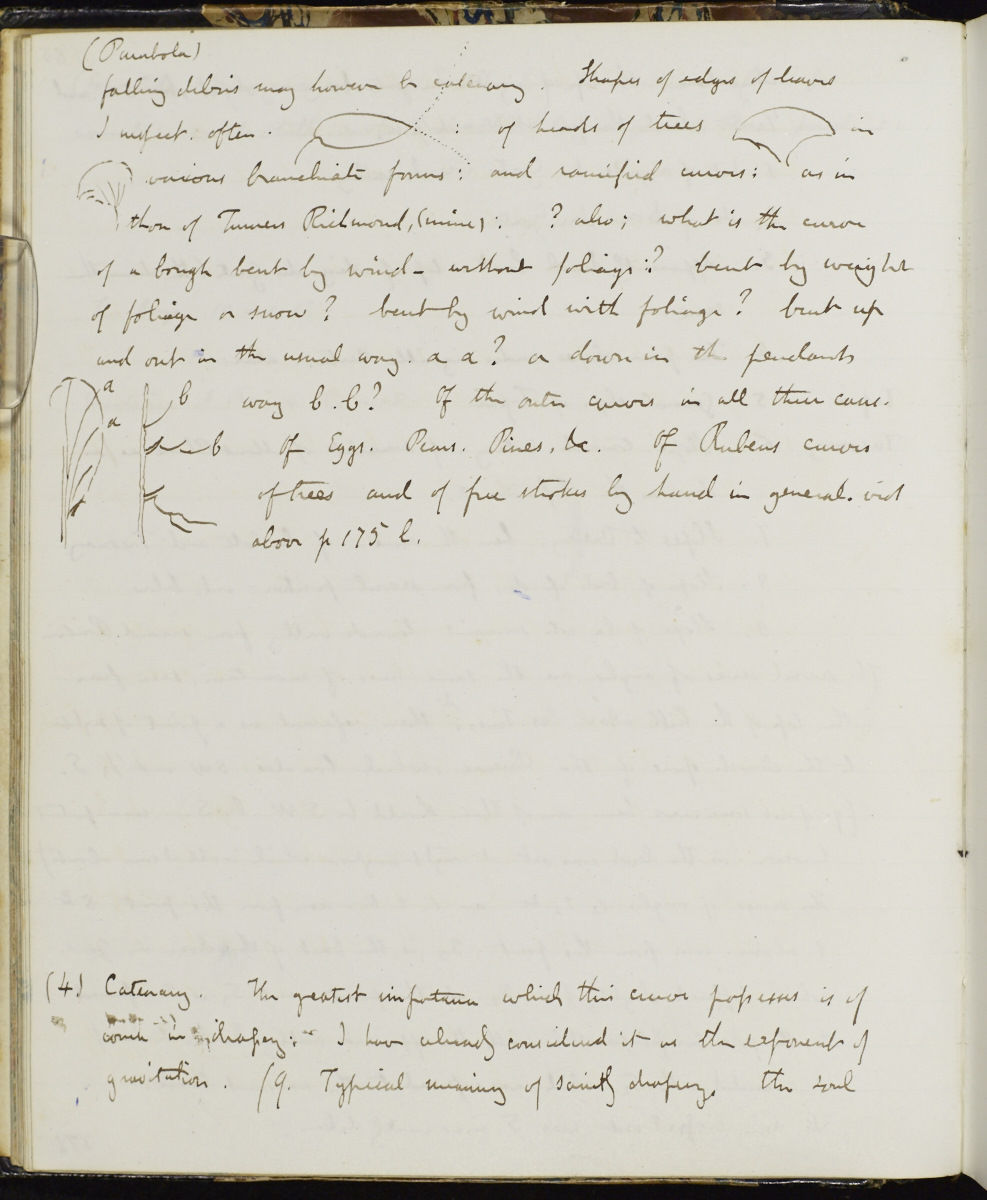 (Parabola)
falling debris may however be catenary. Shapes of edges of leaves
I suspect. often. : of heads of trees in
various branchiate forms: and ramified curves: as in
those of Turners Richmond, (mine): ? also; what is the curve
of a bough bent by wind - without foliage:? bent by weight
of foliage or snow? bent by wind with foliage? bent up
and out in the usual way. a a? or down in the pendants
a b way b.b? Of the outer curves in all these cases.
a b Of Eggs. Pears. Pines, &c. Of Rubens curves
of trees and of free strokes by hand in general. vid
above p 175 l.
(4) Catenary. The greatest importance which this curve possesses is of
course in drapery: I have already considered it as the exponent of
gravitation. (q. Typical meaning of saintly drapery, the soul